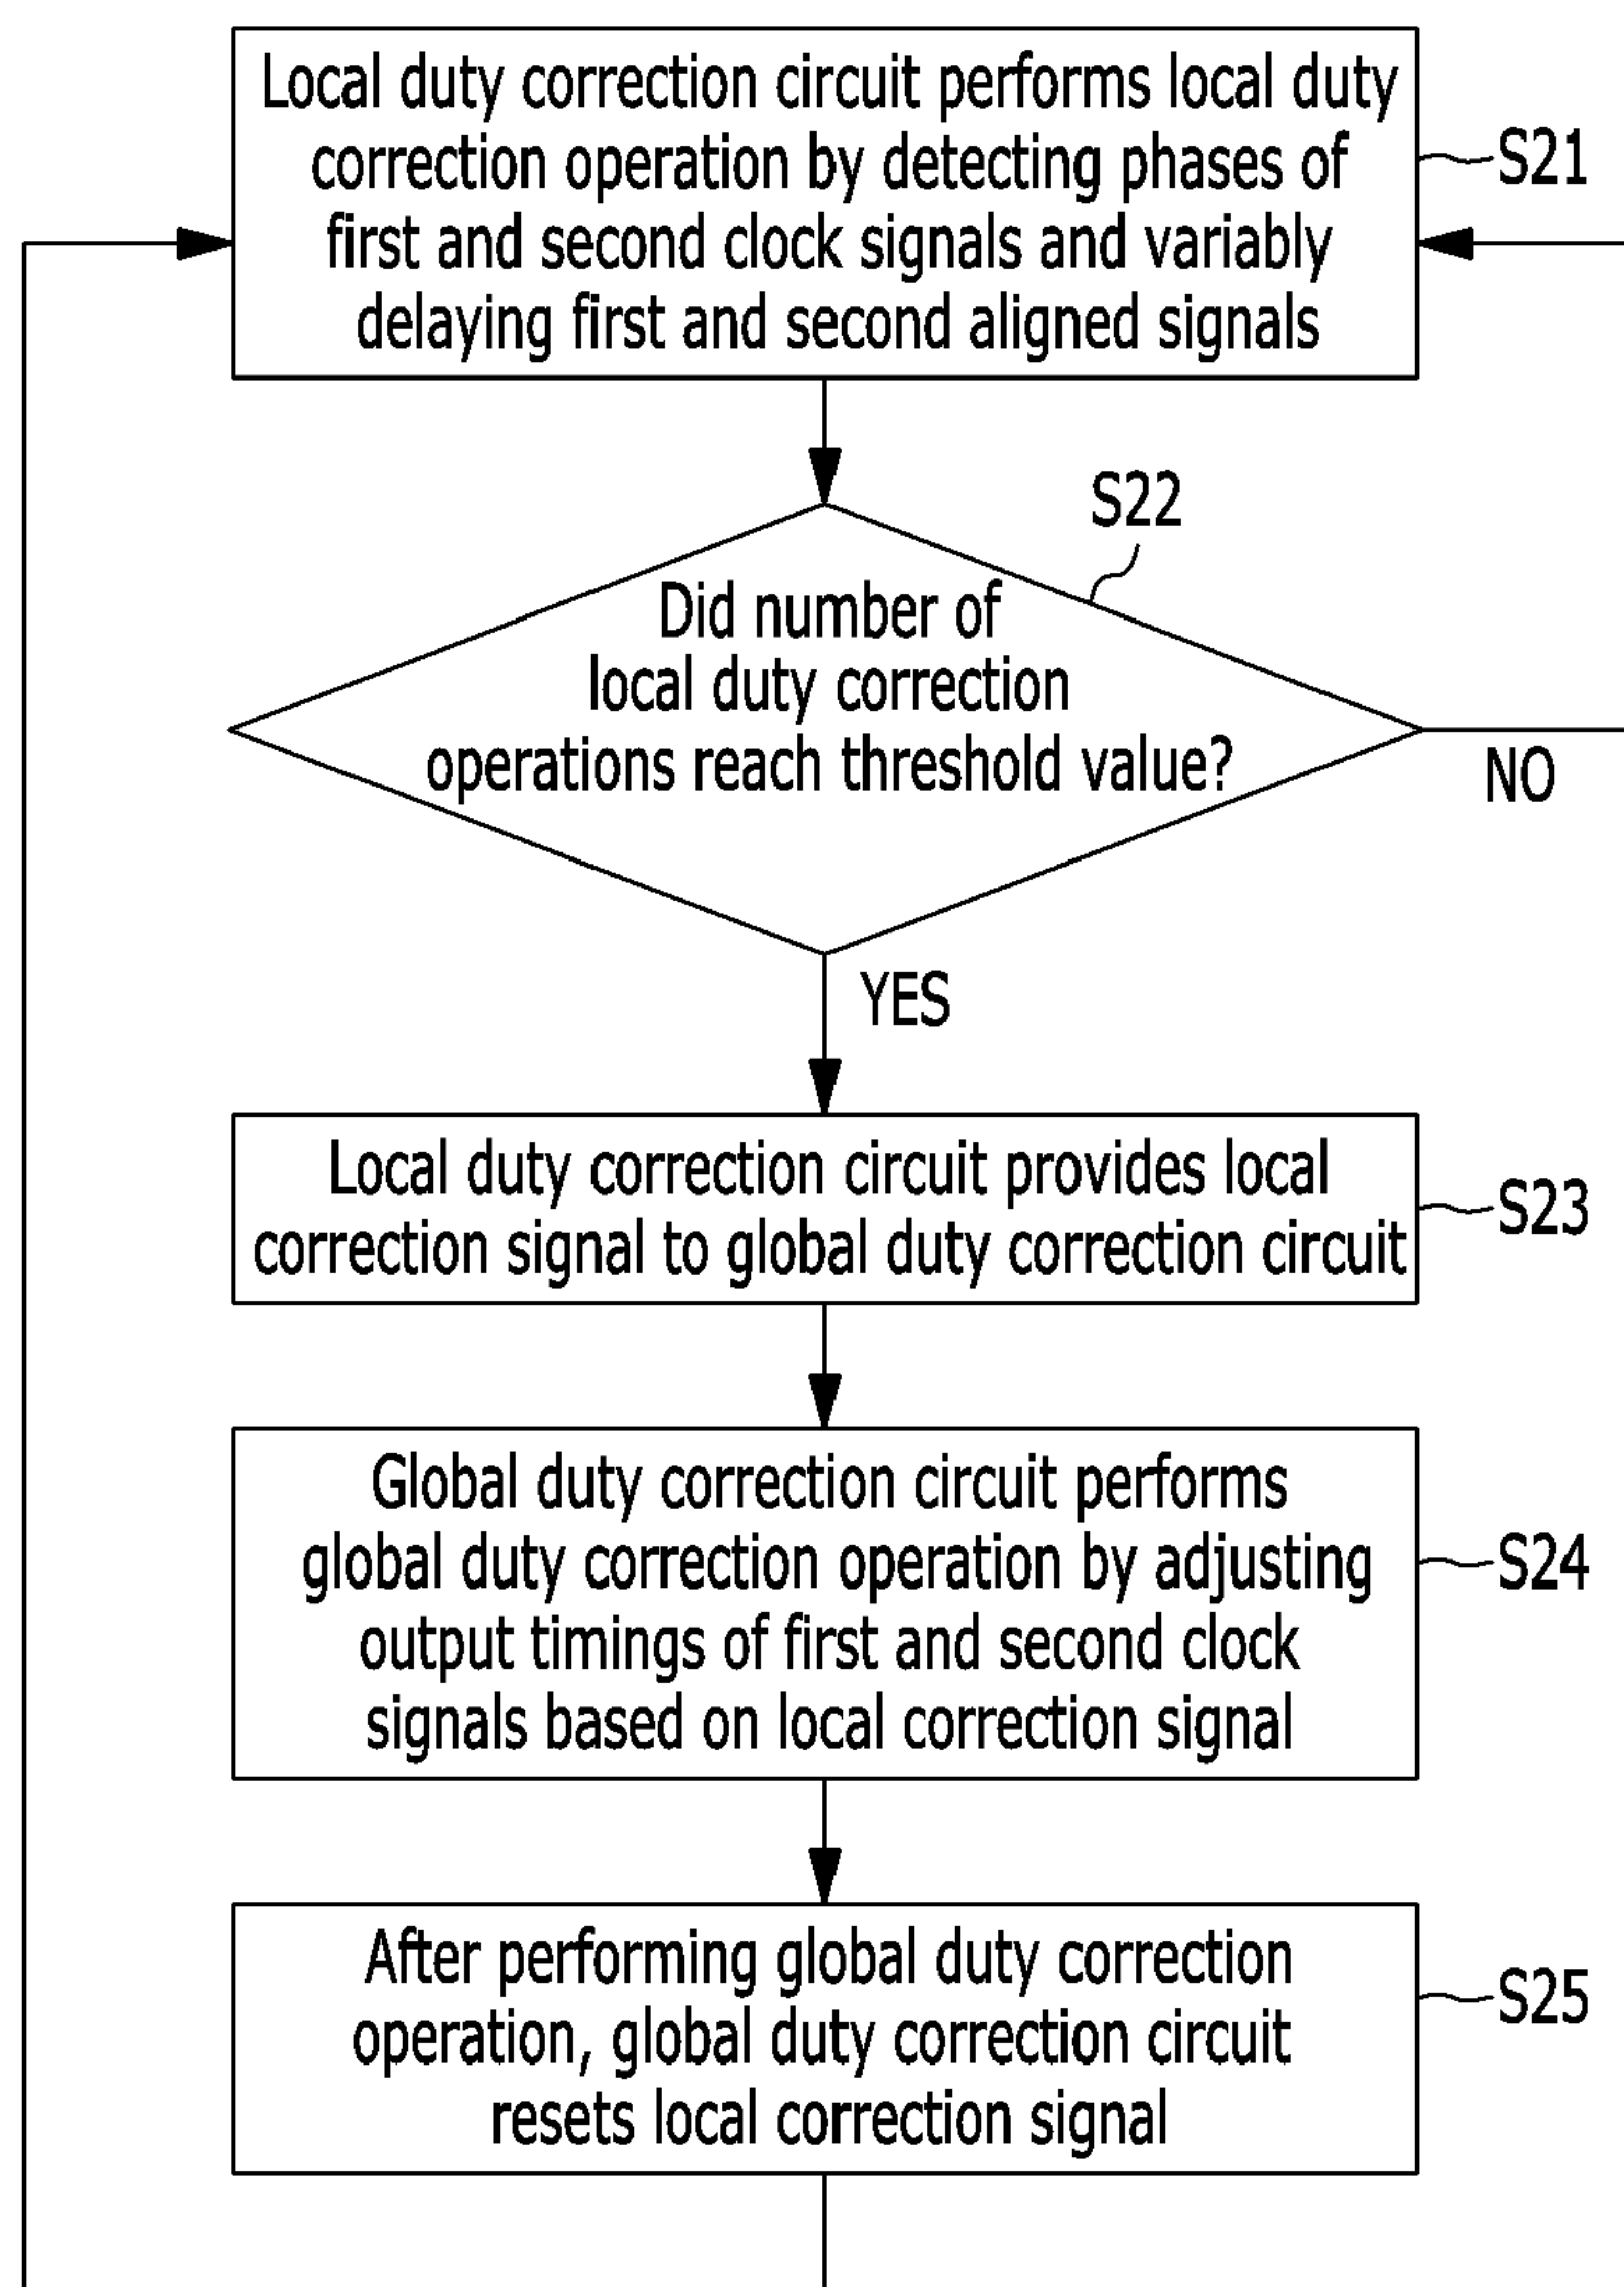 Local duty correction circuit performs local duty
correction operation by detecting phases of
first and second clock signals and variably
delaying first and second aligned signals
S21
S22
Did number of
local duty correction
operations reach threshold value?
NO
YES
Local duty correction circuit provides local
correction signal to global duty correction circuit
S23
Global duty correction circuit performs
global duty correction operation by adjusting
output timings of first and second clock
signals based on local correction signal
S24
After performing global duty correction
operation, global duty correction circuit
resets local correction signal
S25